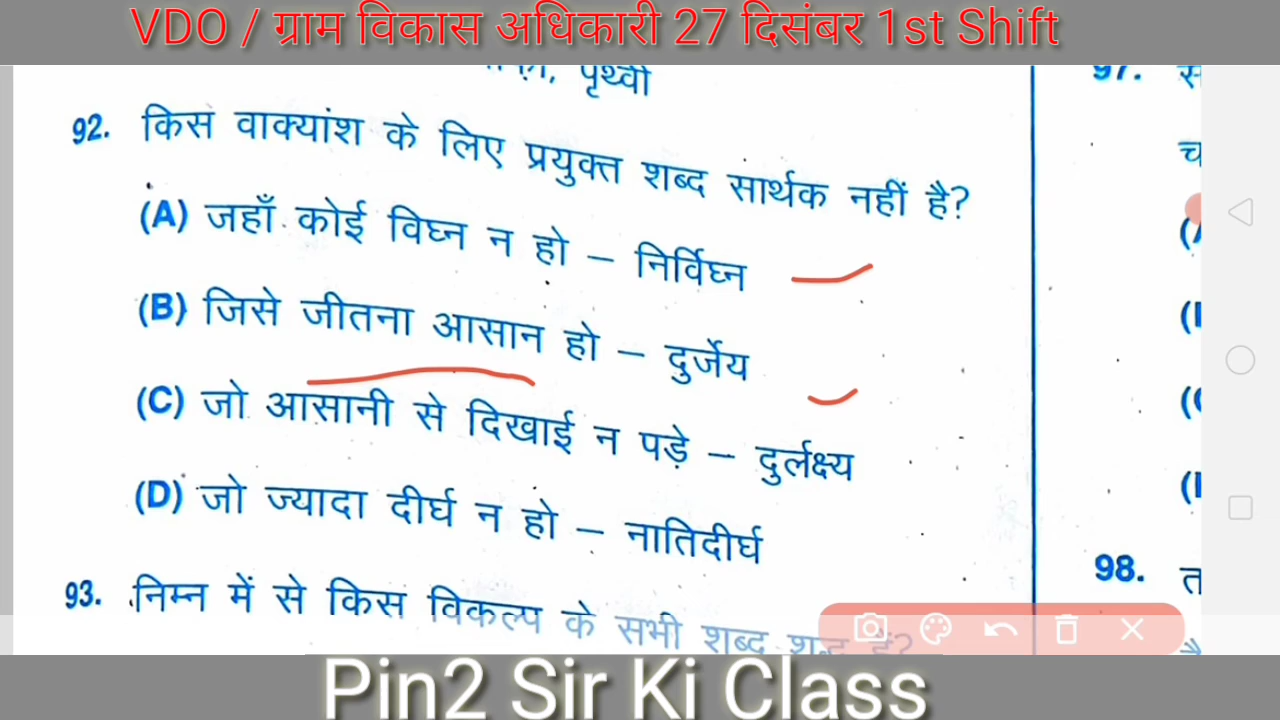 VDO / ग्राम विकास अधिकारी 27 दिसंबर 1st Shift
पृथ्वी
92. किस वाक्यांश के लिए प्रयुक्त शब्द सार्थक नहीं है?
(A) जहाँ कोई विघ्न न हो – निर्विघ्न
(B) जिसे जीतना आसान हो – दुर्जेय
(C) जो आसानी से दिखाई न पड़े – दुर्लक्ष्य
(D) जो ज्यादा दीर्घ न हो – नातिदीर्घ
93. निम्न में से किस विकल्प के सभी शब्द शुद्ध हैं?
97.
98.
Pin2 Sir Ki Class